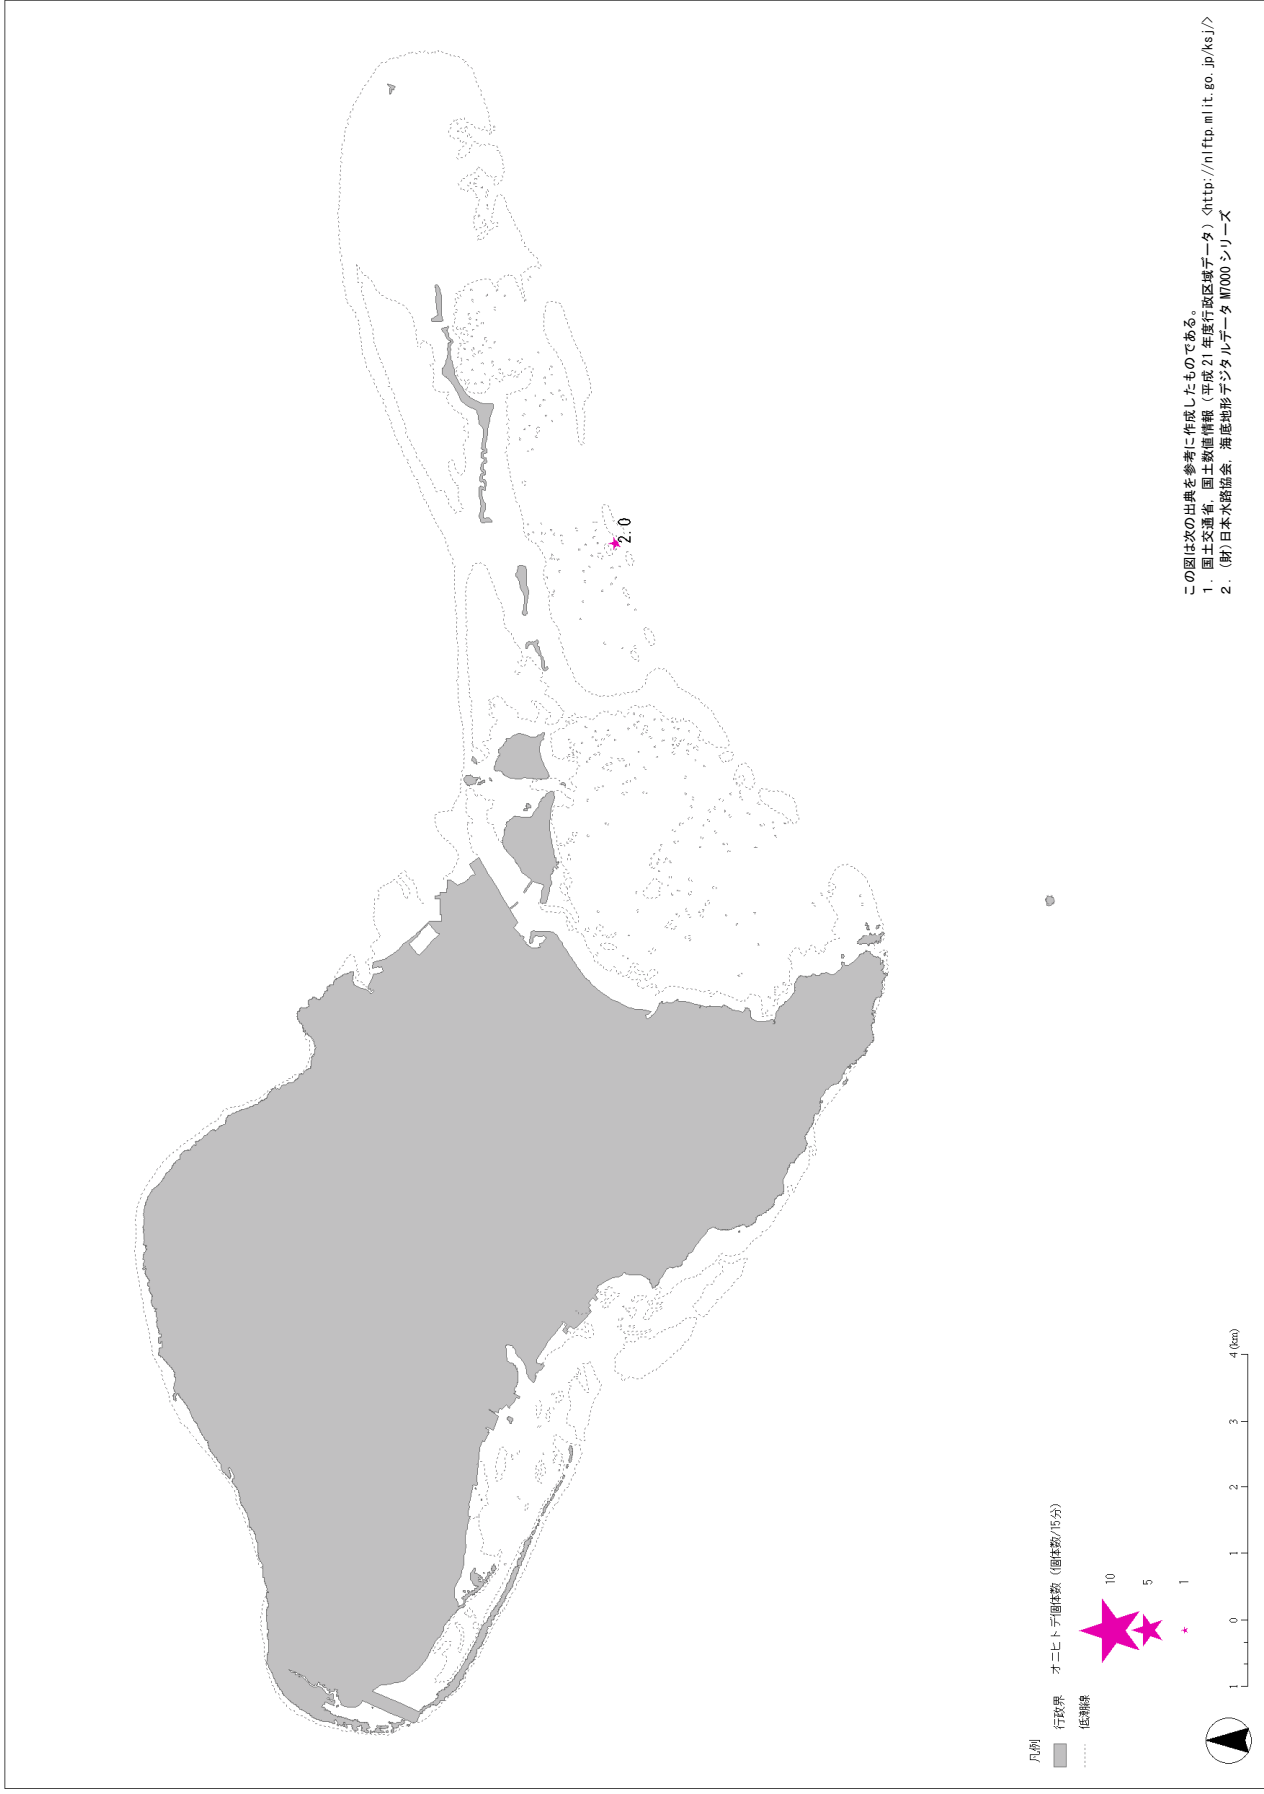 この図は次の出典を参考に作成したものである。
1. 国土交通省，国土数値情報（平成21年度行政区域データ）<http://nlftp.mlit.go.jp/ksj/>
2. (財)日本水路協会，海底地形デジタルデータ M7000 シリーズ
2.0
凡例
行政界
低潮線
オニヒトデ個体数（個体数/15分）
10
5
1
1 0 1 2 3 4 (km)